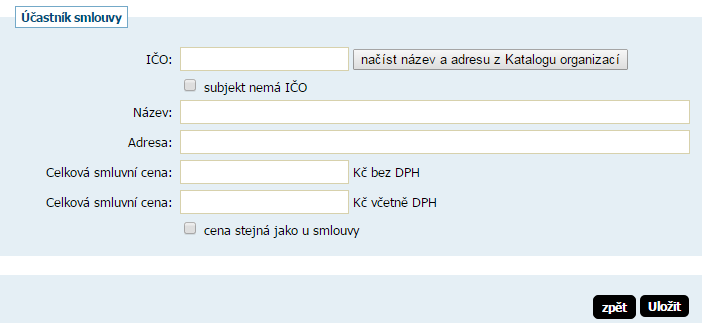 Účastník smlouvy
IČO: načíst název a adresu z Katalogu organizací
subjekt nemá IČO
Název:
Adresa:
Celková smluvní cena: Kč bez DPH
Celková smluvní cena: Kč včetně DPH
cena stejná jako u smlouvy
zpět Uložit